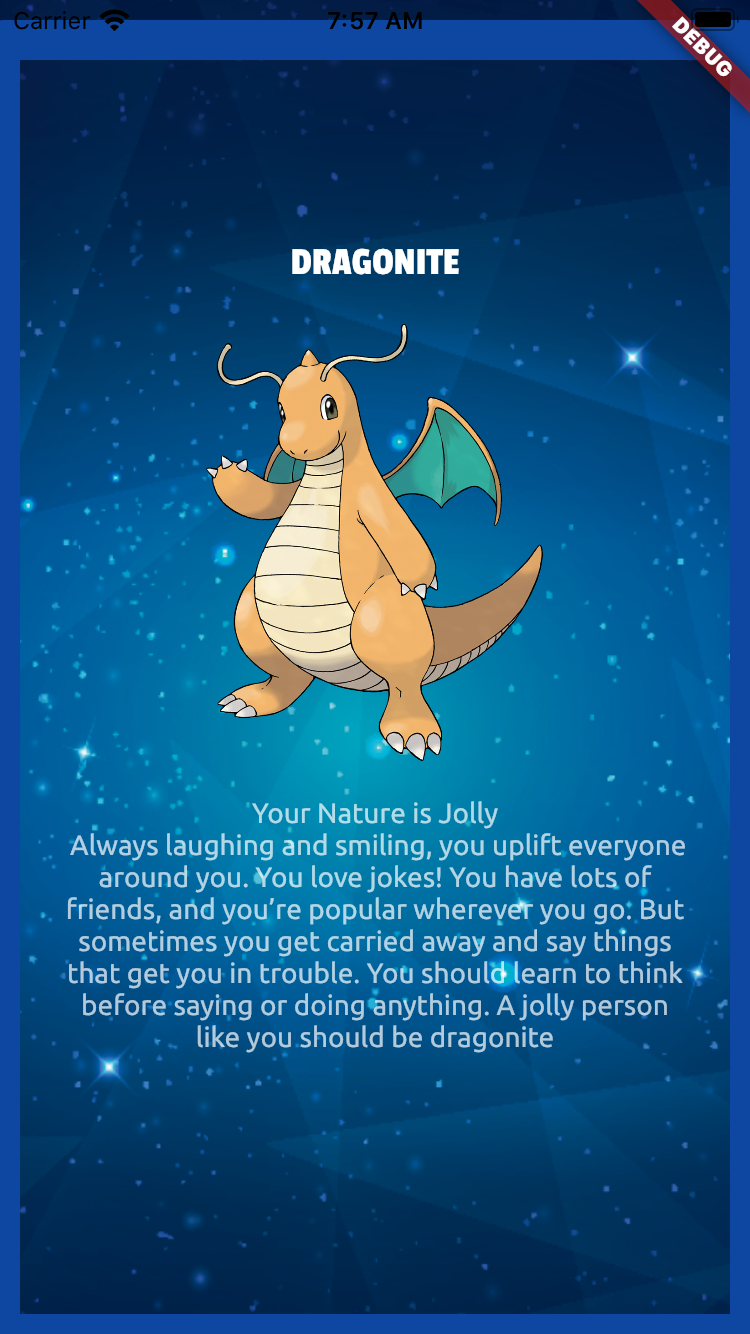 Carrier 7:57 AM
DEBUG
DRAGONITE
Your Nature is Jolly
Always laughing and smiling, you uplift everyone
around you. You love jokes! You have lots of
friends, and you’re popular wherever you go. But
sometimes you get carried away and say things
that get you in trouble. You should learn to think
before saying or doing anything. A jolly person
like you should be dragonite